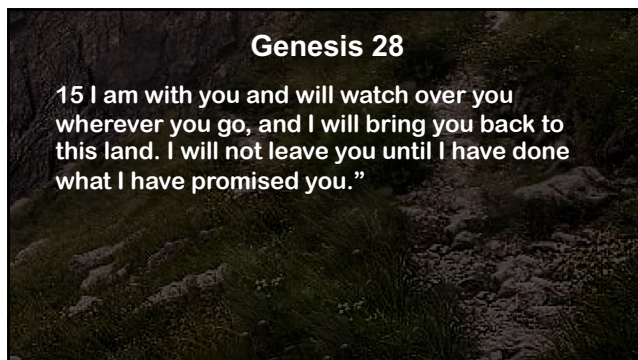 Genesis 28
15 I am with you and will watch over you
wherever you go, and I will bring you back to
this land. I will not leave you until I have done
what I have promised you.”